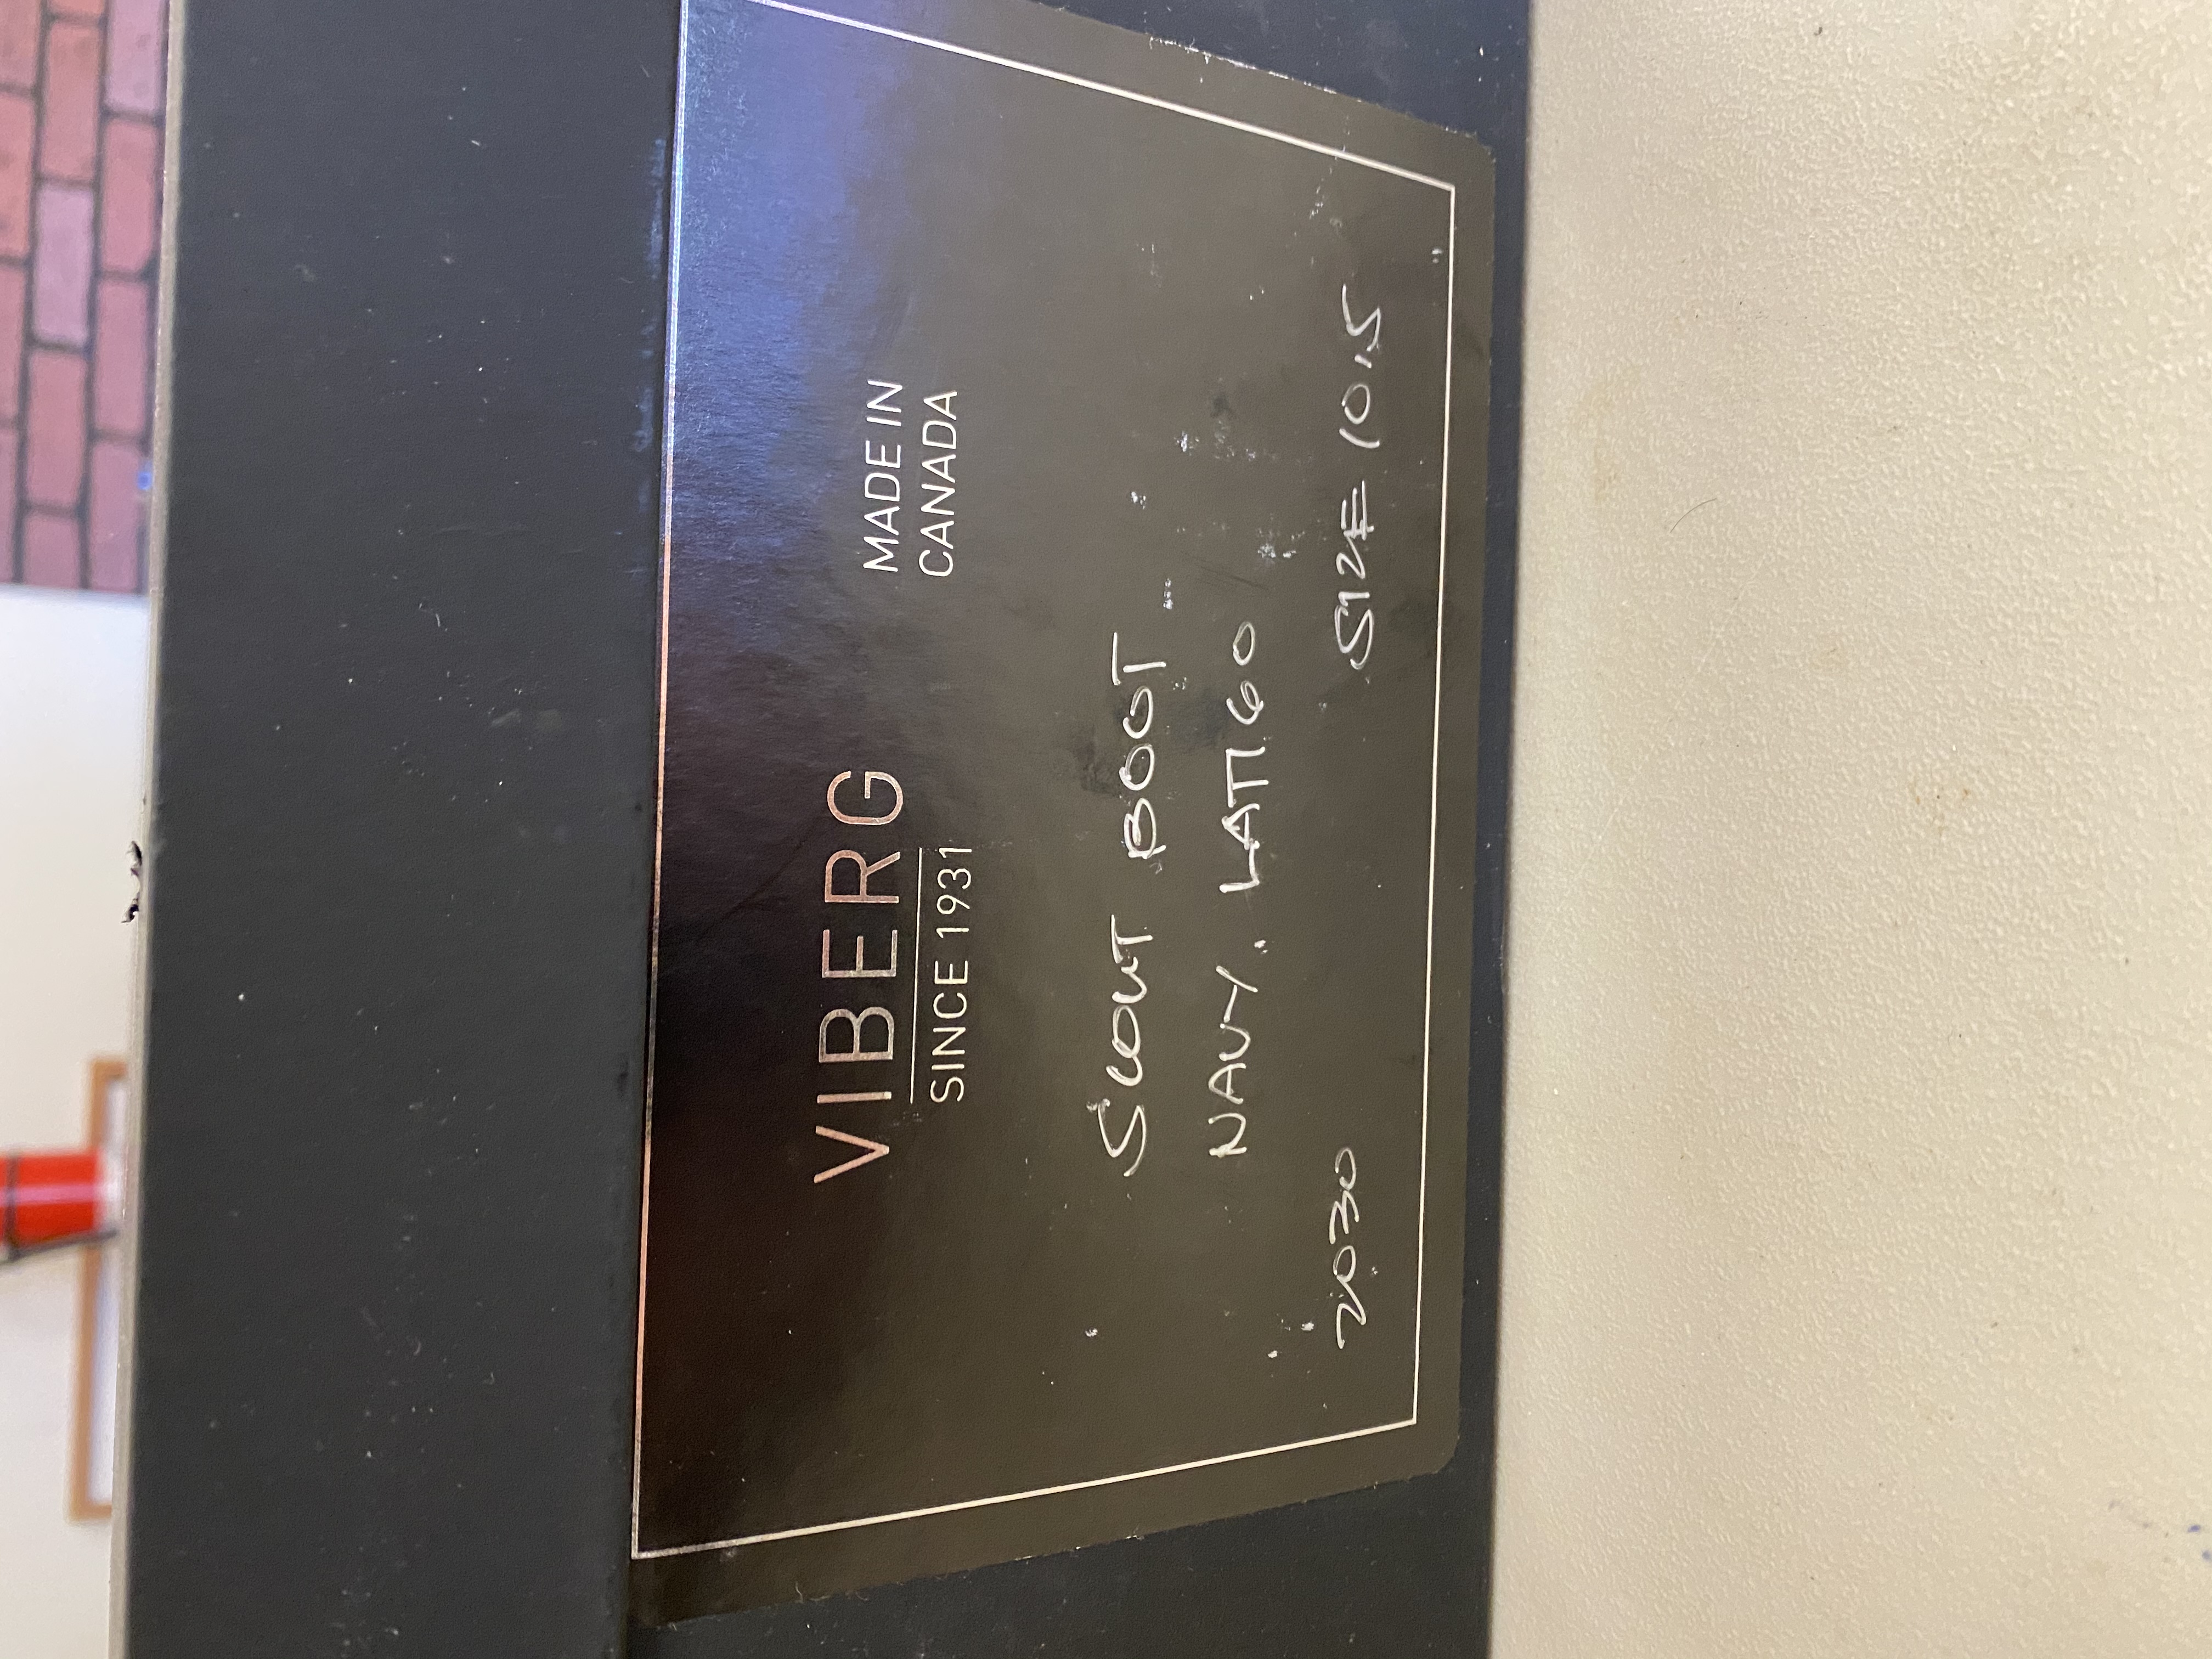 VIBERG
SINCE 1931
MADE IN
CANADA
SCOUT BOOT
NAVY. LATIGO
2030
SIZE 10.5